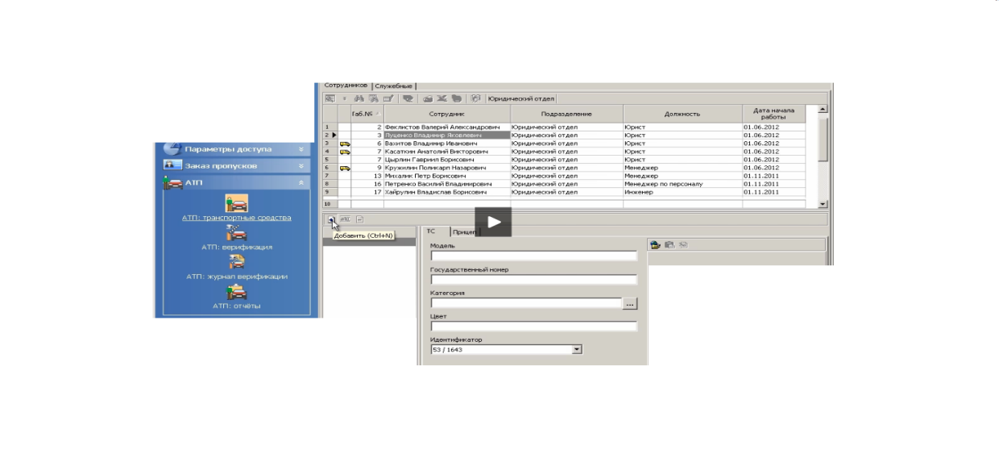 Сотрудников Служебные
Юридический отдел
Таб.№ Сотрудник Подразделение Должность Дата начала работы
1 2 Феклистов Валерий Александрович Юридический отдел Юрист 01.06.2012
2 3 Луценко Владимир Яковлевич Юридический отдел Юрист 01.06.2012
3 6 Вахитов Владимир Иванович Юридический отдел Юрист 01.06.2012
4 7 Касаткин Анатолий Викторович Юридический отдел Юрист 01.06.2012
5 7 Цырлин Гавриил Борисович Юридический отдел Юрист 01.06.2012
6 9 Кружилин Поликарп Назарович Юридический отдел Менеджер 01.06.2012
7 13 Михалик Петр Борисович Юридический отдел Менеджер 01.11.2011
8 16 Петренко Василий Владимирович Юридический отдел Менеджер по персоналу 01.11.2011
9 17 Хайрулин Владислав Борисович Юридический отдел Инженер 01.11.2011
10
Параметры доступа
Заказ пропусков
АТП
АТП: транспортные средства
АТП: верификация
АТП: журнал верификации
АТП: отчёты
Добавить (Ctrl+N)
ТС Прицеп
Модель
Государственный номер
Категория
...
Цвет
Идентификатор
53 / 1643